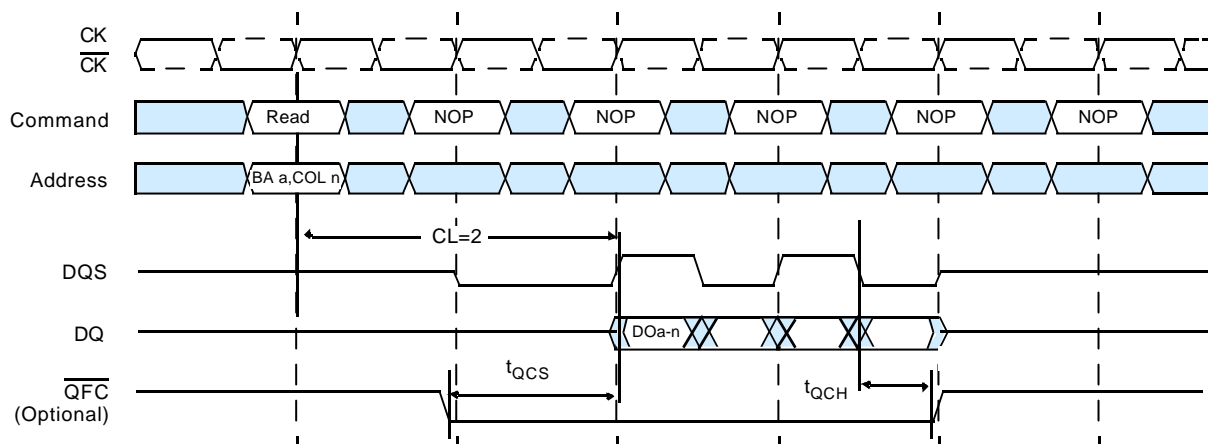 CK
CK
Command
Read
NOP
NOP
NOP
NOP
NOP
Address
BA a,COL n
CL=2
DQS
DQ
DOa-n
tQCS
tQCH
QFC
(Optional)